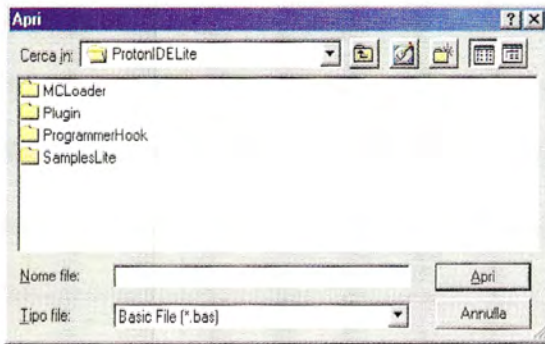 Apri
Cerca in: ProtonIDELite
MCLoader
Plugin
ProgrammerHook
SamplesLite
Nome file: Apri
Tipo file: Basic File (*.bas) Annulla